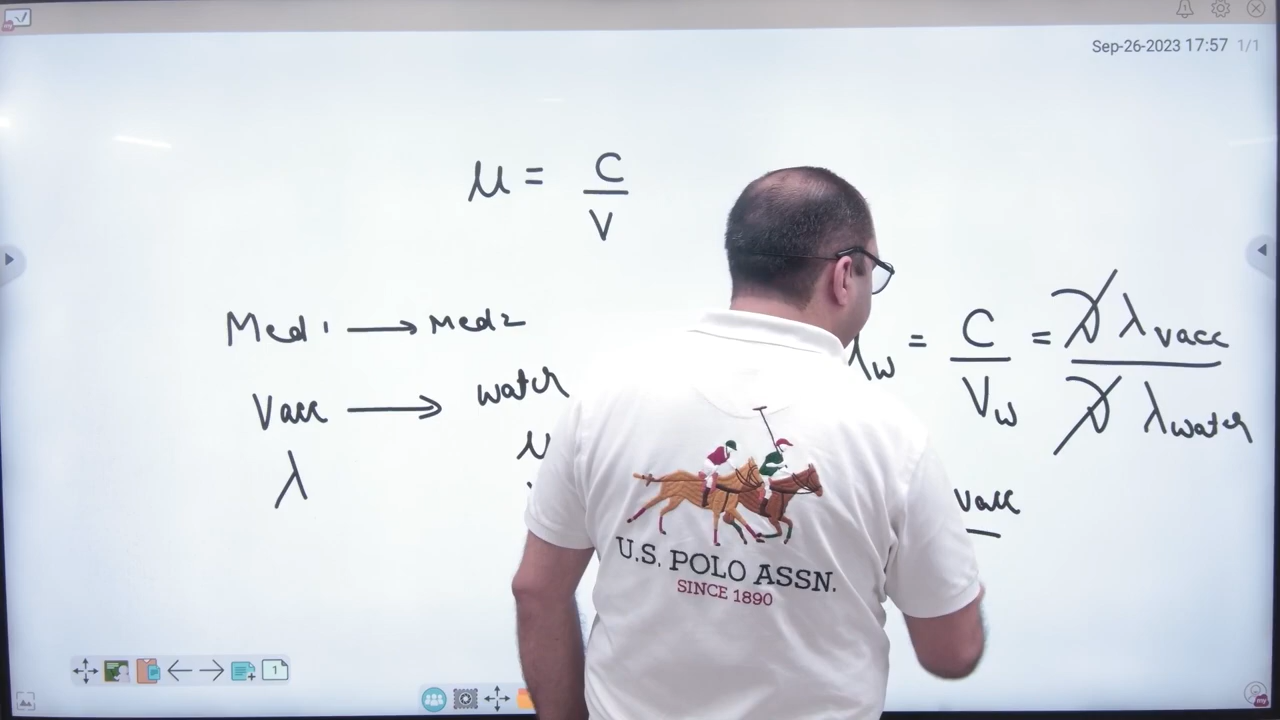 Sep-26-2023 17:57 1/1
μ = C / V
Med 1 → Med 2
Vacc → water
λ
μ
w = C / Vw = ν λvacc / ν λwater
vacc
U.S. POLO ASSN.
SINCE 1890
1